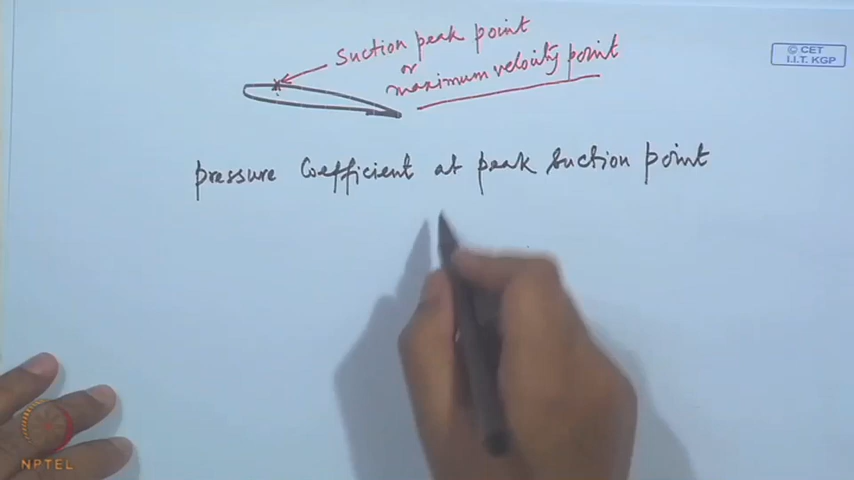 Suction peak point
or
maximum velocity point
© CET
I.I.T. KGP
pressure Coefficient at peak Suction point
NPTEL